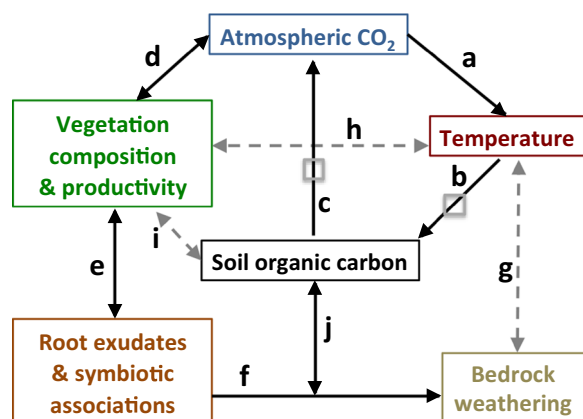 Atmospheric CO₂
d
a
Vegetation
composition
& productivity
h
Temperature
b
c
i
Soil organic carbon
e
g
j
Root exudates
& symbiotic
associations
f
Bedrock
weathering